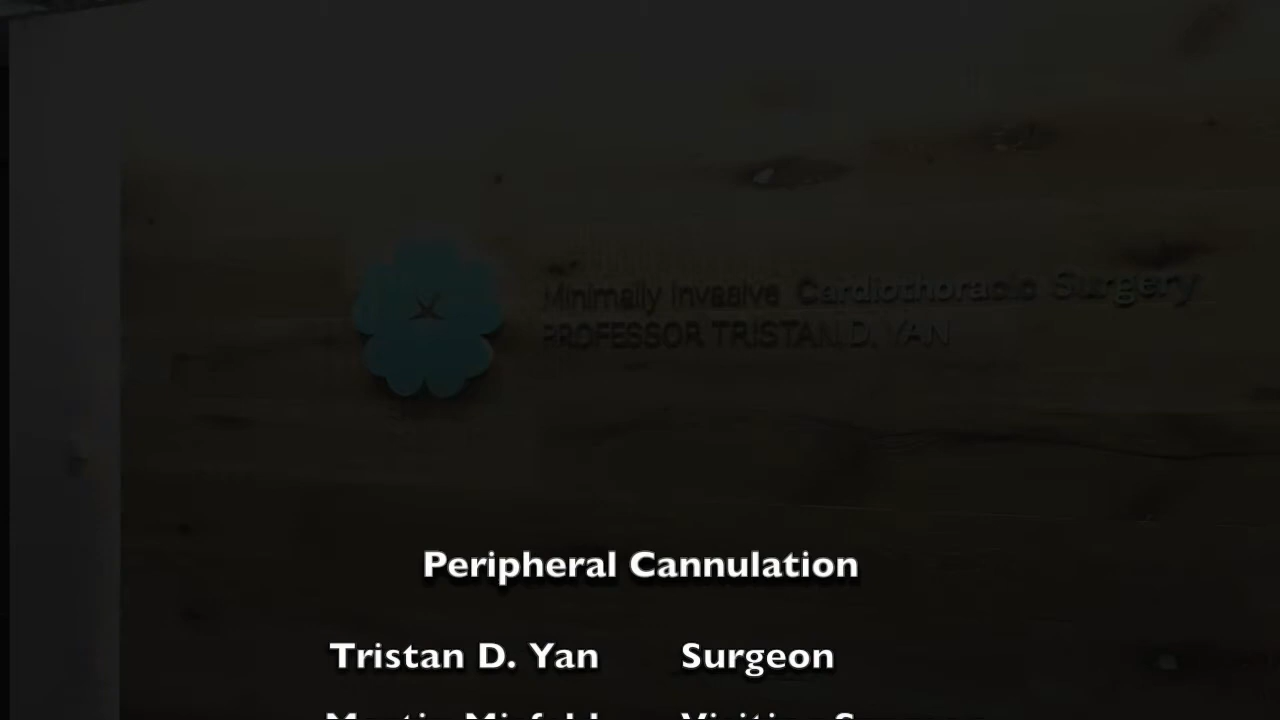 Minimally Invasive Cardiothoracic Surgery
PROFESSOR TRISTAN D. YAN
Peripheral Cannulation
Tristan D. Yan Surgeon